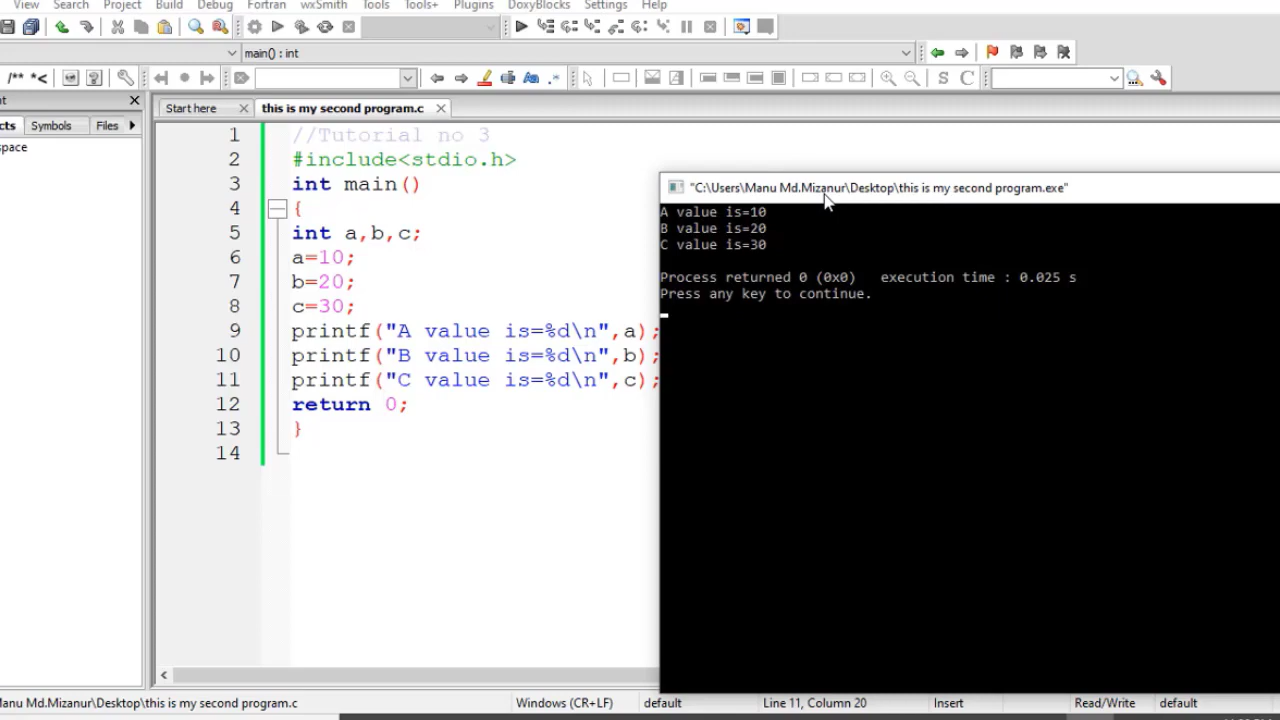 View Search Project Build Debug Fortran wxSmith Tools Tools+ Plugins DoxyBlocks Settings Help
main() : int
/** *<
S C
Start here this is my second program.c
Symbols Files
1 //Tutorial no 3
2 #include<stdio.h>
3 int main()
4 {
5 int a,b,c;
6 a=10;
7 b=20;
8 c=30;
9 printf("A value is=%d\n",a);
10 printf("B value is=%d\n",b);
11 printf("C value is=%d\n",c);
12 return 0;
13 }
14
"C:\Users\Manu Md.Mizanur\Desktop\this is my second program.exe"
A value is=10
B value is=20
C value is=30
Process returned 0 (0x0) execution time : 0.025 s
Press any key to continue.
Md.Mizanur\Desktop\this is my second program.c Windows (CR+LF) default Line 11, Column 20 Insert Read/Write default